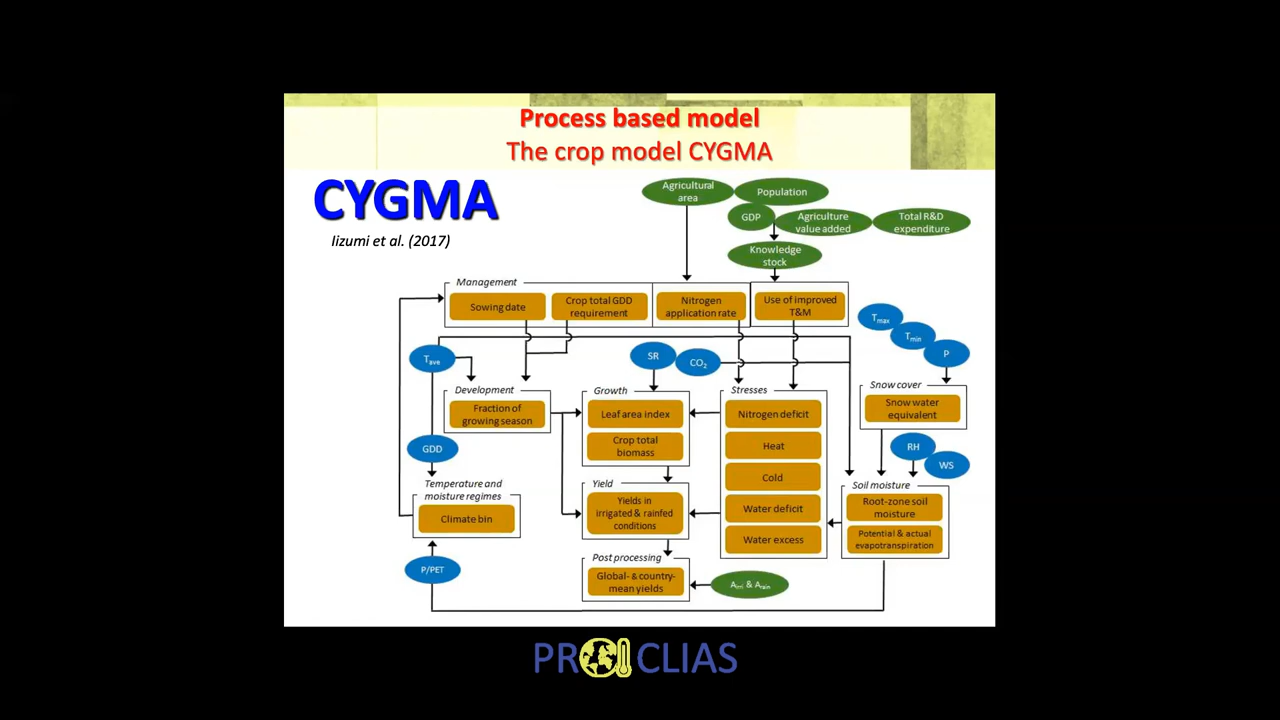 Process based model
The crop model CYGMA
CYGMA
Iizumi et al. (2017)
Agricultural
area
Population
GDP
Agriculture
value added
Total R&D
expenditure
Knowledge
stock
Management
Sowing date
Crop total GDD
requirement
Nitrogen
application rate
Use of improved
T&M
Tmax
Tmin
P
Tave
SR
CO2
Development
Fraction of
growing season
Growth
Leaf area index
Crop total
biomass
Stresses
Nitrogen deficit
Heat
Cold
Water deficit
Water excess
Snow cover
Snow water
equivalent
RH
WS
GDD
Temperature and
moisture regimes
Climate bin
Yield
Yields in
irrigated & rainfed
conditions
Soil moisture
Root-zone soil
moisture
Potential & actual
evapotranspiration
P/PET
Post processing
Global- & country-
mean yields
Airri & Arain
PRO CLIAS